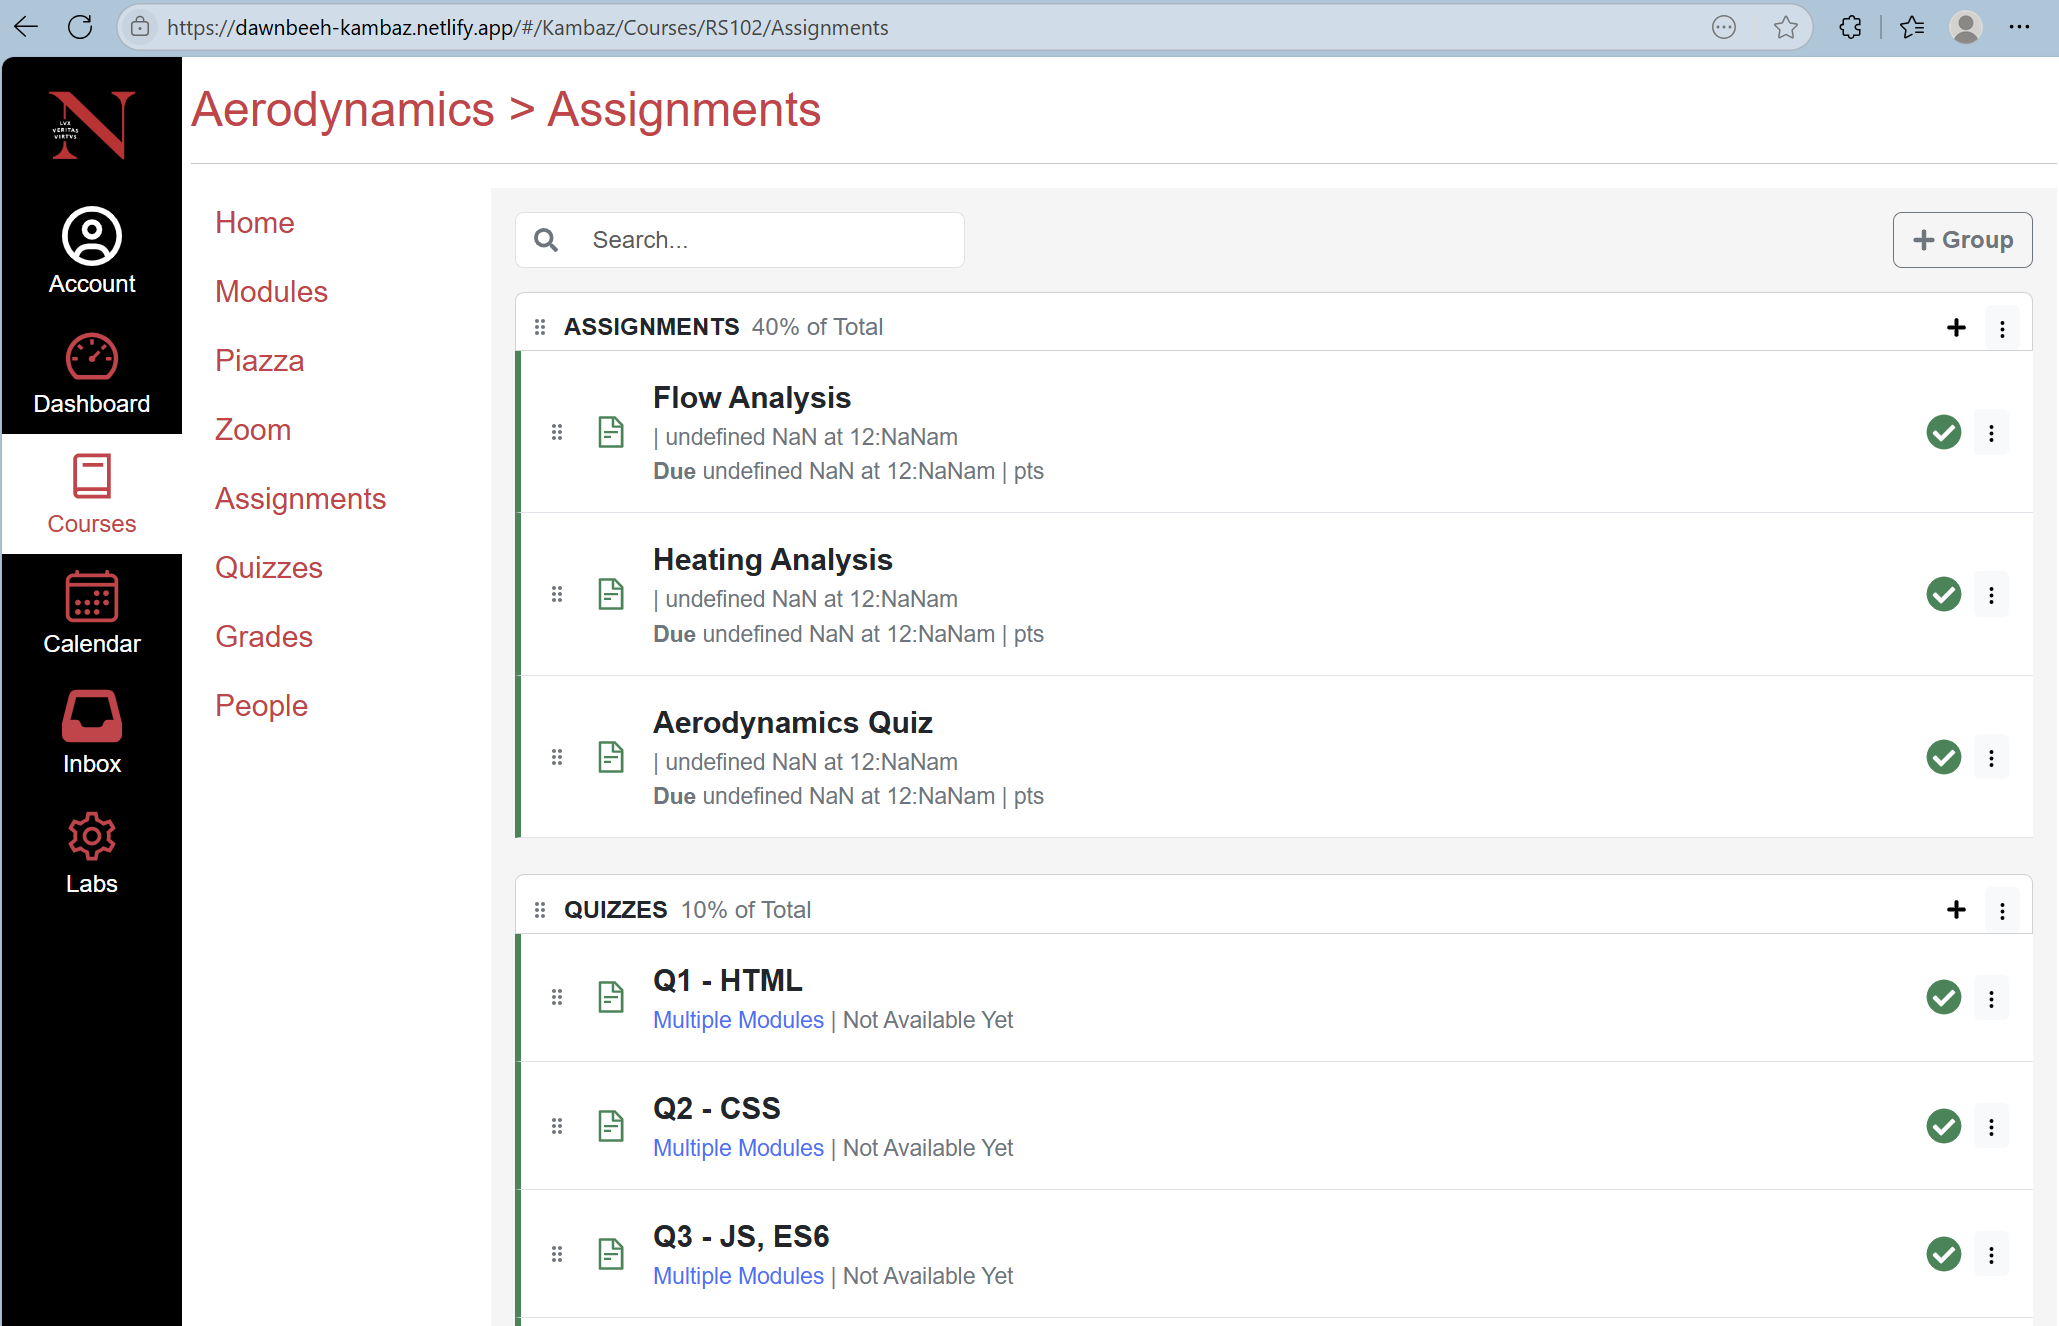 https://dawnbeeh-kambaz.netlify.app/#/Kambaz/Courses/RS102/Assignments
LVX
VERITAS
VIRTVS
Account
Dashboard
Courses
Calendar
Inbox
Labs
Aerodynamics > Assignments
Home
Modules
Piazza
Zoom
Assignments
Quizzes
Grades
People
Search...
+ Group
ASSIGNMENTS 40% of Total
Flow Analysis
| undefined NaN at 12:NaNam
Due undefined NaN at 12:NaNam | pts
Heating Analysis
| undefined NaN at 12:NaNam
Due undefined NaN at 12:NaNam | pts
Aerodynamics Quiz
| undefined NaN at 12:NaNam
Due undefined NaN at 12:NaNam | pts
QUIZZES 10% of Total
Q1 - HTML
Multiple Modules | Not Available Yet
Q2 - CSS
Multiple Modules | Not Available Yet
Q3 - JS, ES6
Multiple Modules | Not Available Yet